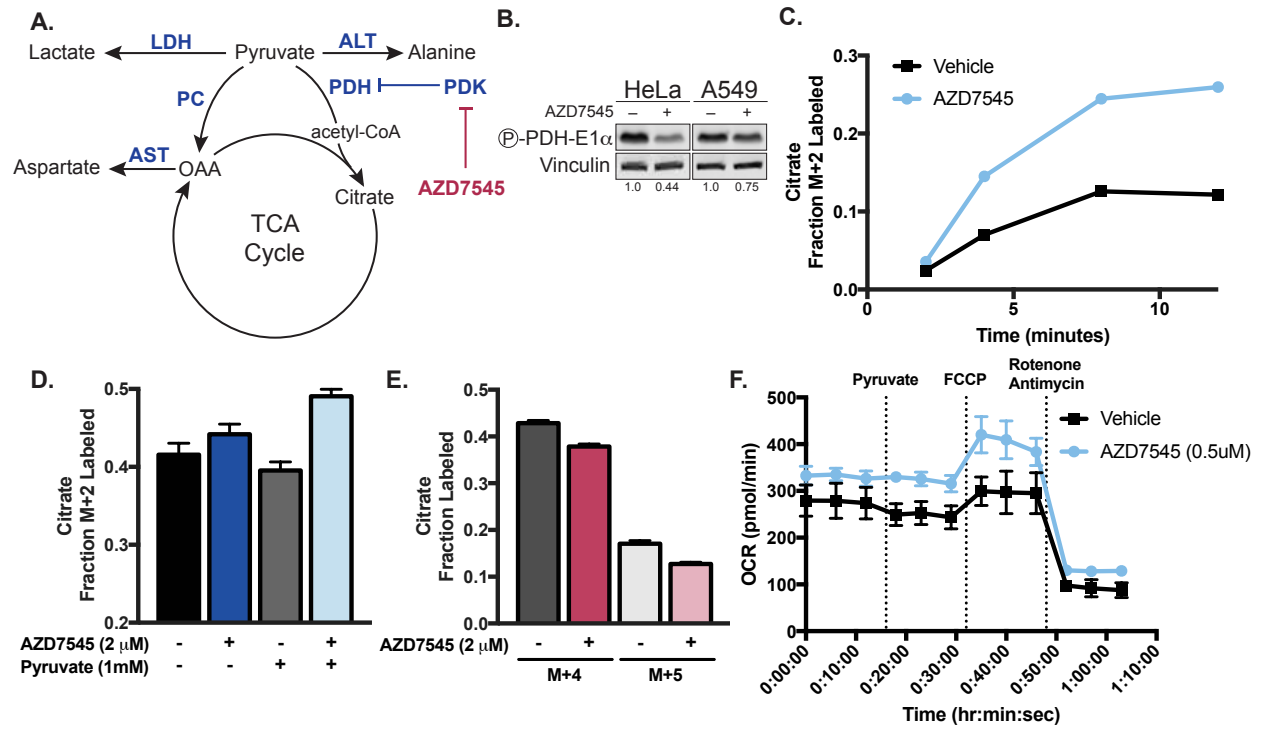 A.
Lactate
LDH
Pyruvate
ALT
Alanine
PDH
PDK
PC
acetyl-CoA
Aspartate
AST
OAA
Citrate
AZD7545
TCA
Cycle
B.
HeLa A549
AZD7545 – + – +
Ⓟ-PDH-E1α
Vinculin
1.0 0.44 1.0 0.75
C.
Citrate
Fraction M+2 Labeled
0.3
0.2
0.1
0.0
Vehicle
AZD7545
0 5 10
Time (minutes)
D.
Citrate
Fraction M+2 Labeled
0.5
0.4
0.3
0.2
AZD7545 (2 μM) - + - +
Pyruvate (1mM) - - + +
E.
Citrate
Fraction Labeled
0.5
0.4
0.3
0.2
0.1
0.0
AZD7545 (2 μM) - + - +
M+4 M+5
F.
Pyruvate
FCCP
Rotenone
Antimycin
OCR (pmol/min)
500
400
300
200
100
0
Vehicle
AZD7545 (0.5uM)
0:00:00 0:10:00 0:20:00 0:30:00 0:40:00 0:50:00 1:00:00 1:10:00
Time (hr:min:sec)